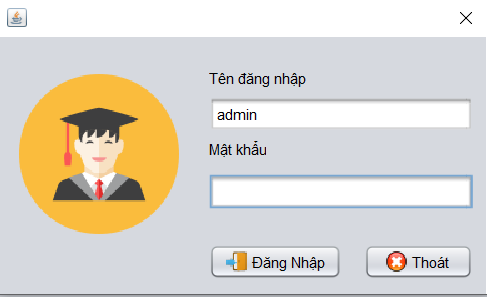 Tên đăng nhập
admin
Mật khẩu
Đăng Nhập
Thoát